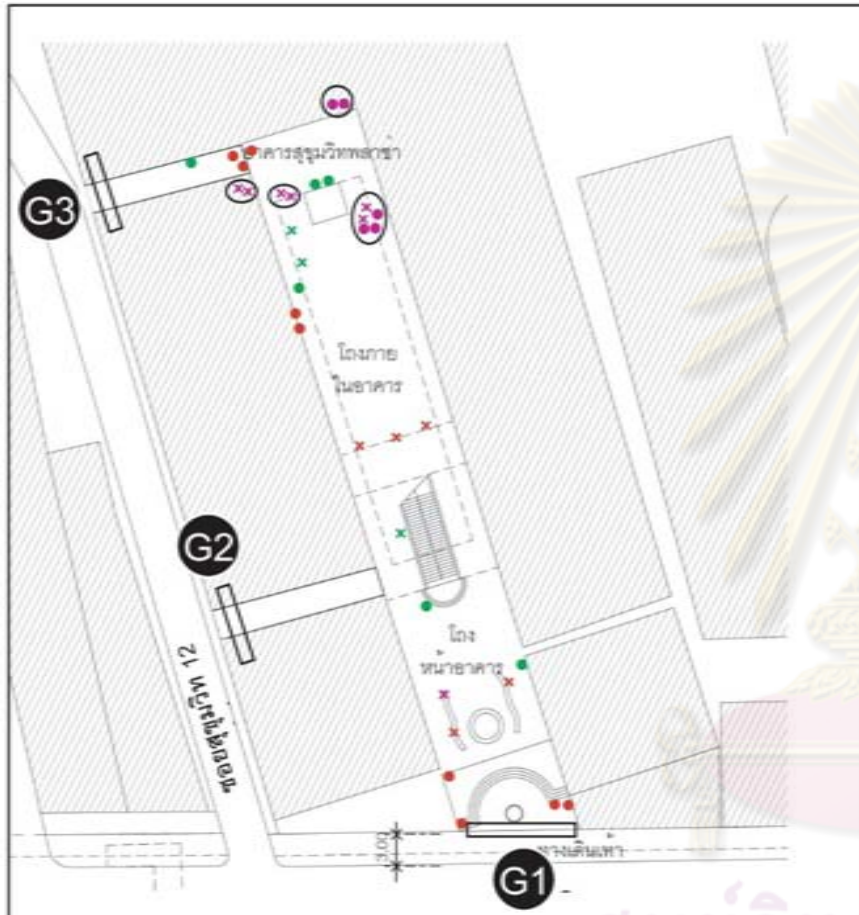 อาคารสุขุมวิทพลาซ่า
G3
โถงภาย
ในอาคาร
G2
โถง
หน้าอาคาร
ซอยสุขุมวิท 12
3.00
ทางเดินเท้า
G1